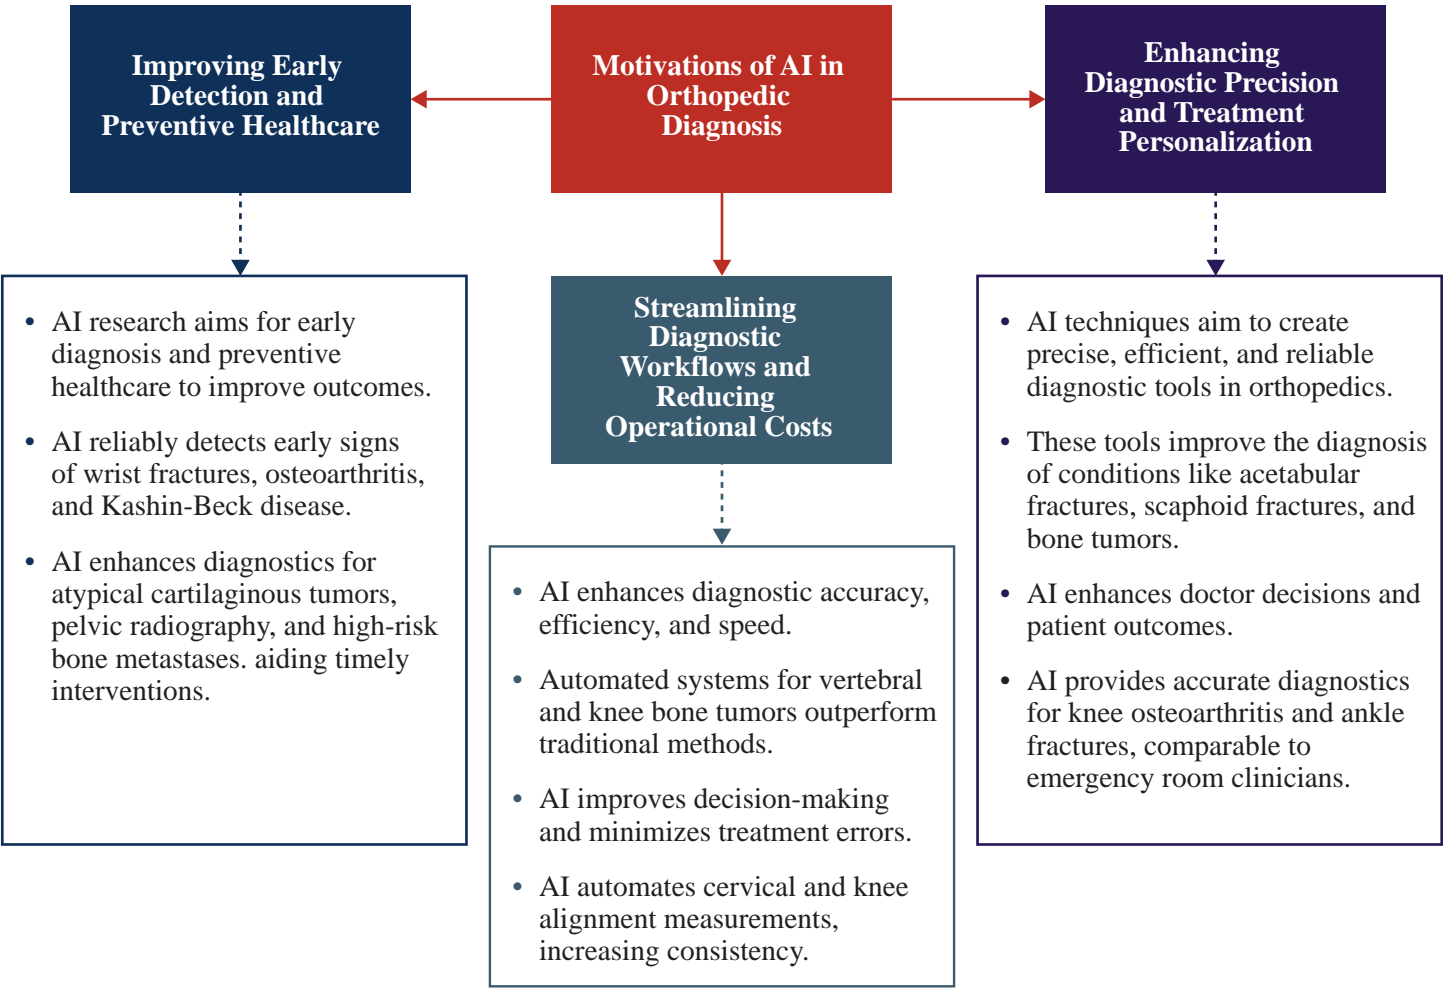 Improving Early
Detection and
Preventive Healthcare
Motivations of AI in
Orthopedic
Diagnosis
Enhancing
Diagnostic Precision
and Treatment
Personalization
• AI research aims for early
diagnosis and preventive
healthcare to improve outcomes.
• AI reliably detects early signs
of wrist fractures, osteoarthritis,
and Kashin-Beck disease.
• AI enhances diagnostics for
atypical cartilaginous tumors,
pelvic radiography, and high-risk
bone metastases. aiding timely
interventions.
Streamlining
Diagnostic
Workflows and
Reducing
Operational Costs
• AI enhances diagnostic accuracy,
efficiency, and speed.
• Automated systems for vertebral
and knee bone tumors outperform
traditional methods.
• AI improves decision-making
and minimizes treatment errors.
• AI automates cervical and knee
alignment measurements,
increasing consistency.
• AI techniques aim to create
precise, efficient, and reliable
diagnostic tools in orthopedics.
• These tools improve the diagnosis
of conditions like acetabular
fractures, scaphoid fractures, and
bone tumors.
• AI enhances doctor decisions and
patient outcomes.
• AI provides accurate diagnostics
for knee osteoarthritis and ankle
fractures, comparable to
emergency room clinicians.